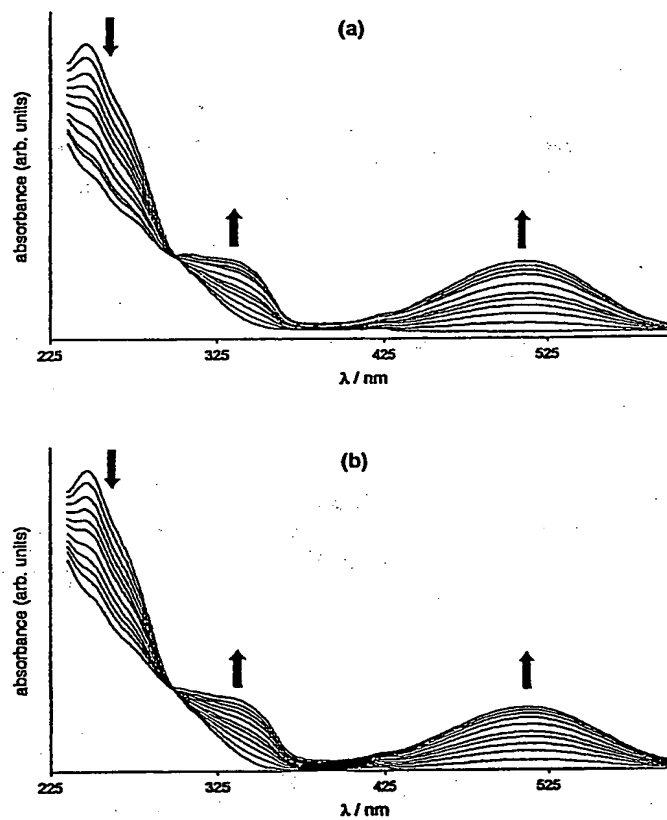 (a)
absorbance (arb. units)
225
325
425
525
λ / nm
(b)
absorbance (arb. units)
225
325
425
525
λ / nm